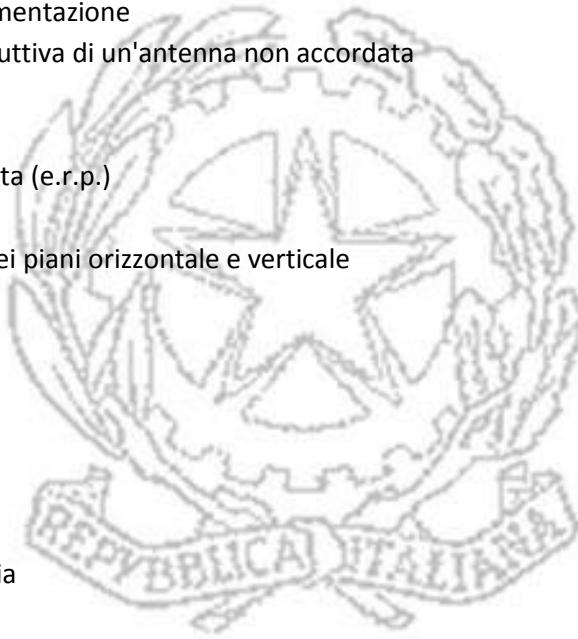 mentazione
uttiva di un'antenna non accordata
ta (e.r.p.)
ei piani orizzontale e verticale
REPVBBLICA ITALIANA
ia